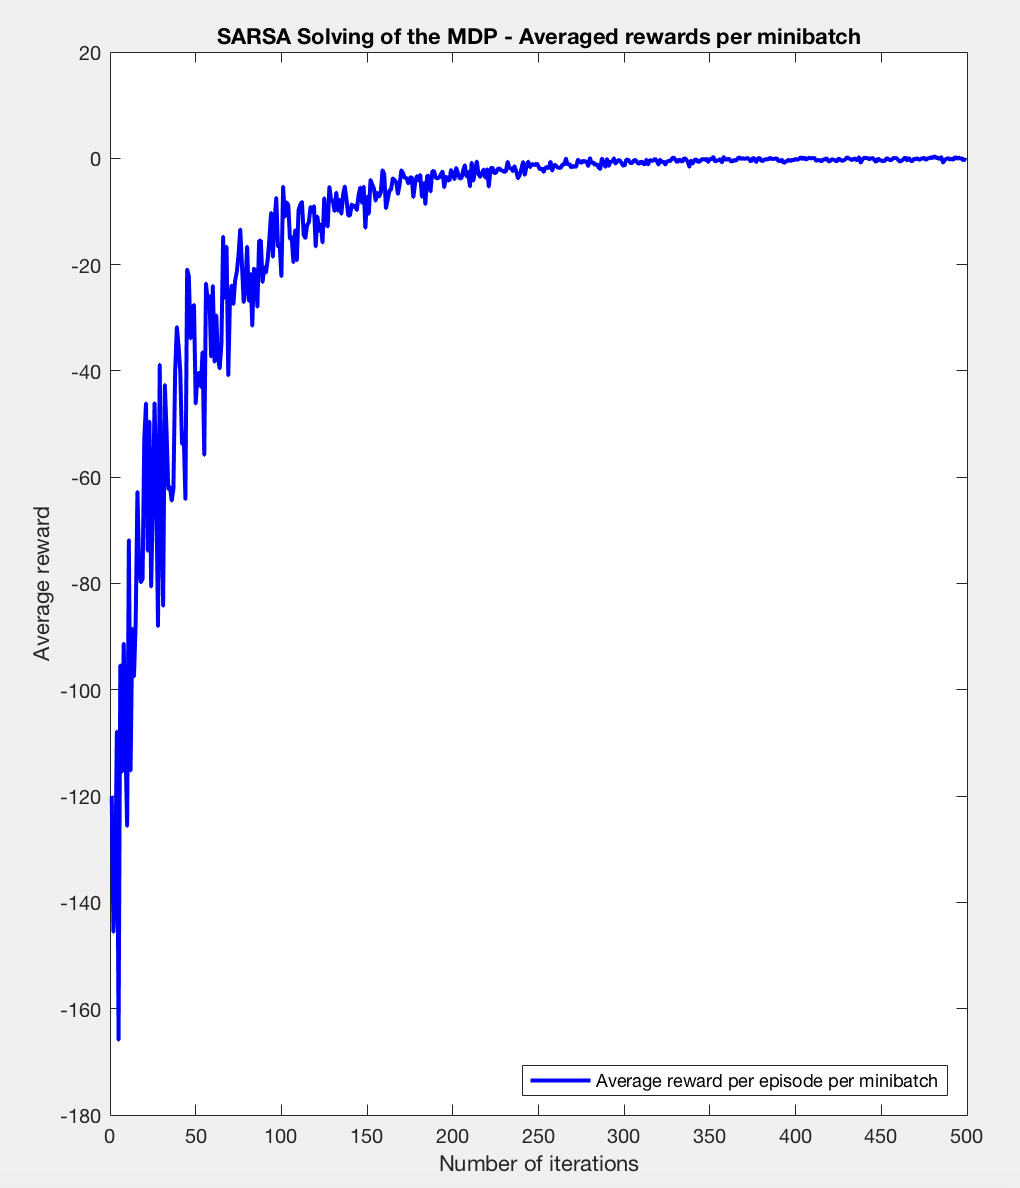 SARSA Solving of the MDP - Averaged rewards per minibatch
20
0
-20
-40
-60
-80
-100
-120
-140
-160
-180
Average reward
Average reward per episode per minibatch
0 50 100 150 200 250 300 350 400 450 500
Number of iterations